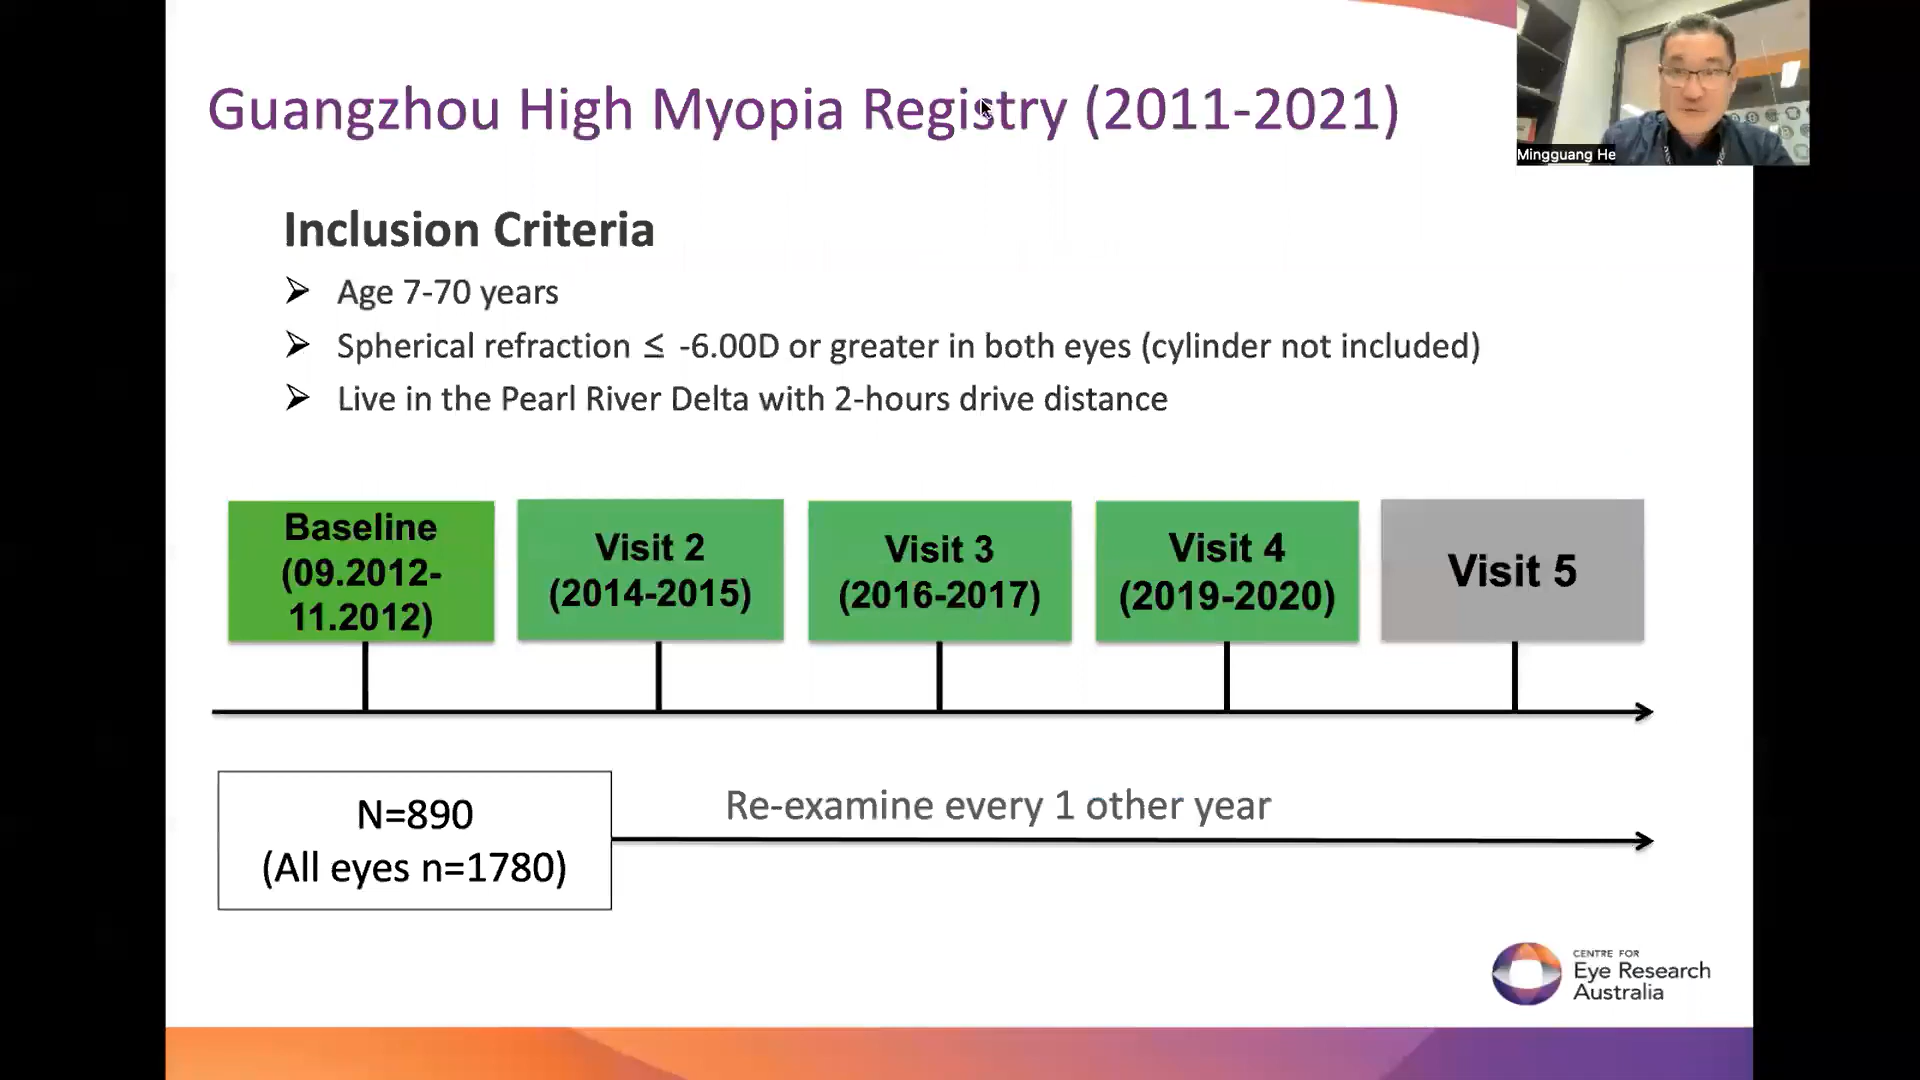 Guangzhou High Myopia Registry (2011-2021)
Mingguang He
Inclusion Criteria
Age 7-70 years
Spherical refraction ≤ -6.00D or greater in both eyes (cylinder not included)
Live in the Pearl River Delta with 2-hours drive distance
Baseline
(09.2012-
11.2012)
Visit 2
(2014-2015)
Visit 3
(2016-2017)
Visit 4
(2019-2020)
Visit 5
N=890
(All eyes n=1780)
Re-examine every 1 other year
CENTRE FOR
Eye Research
Australia